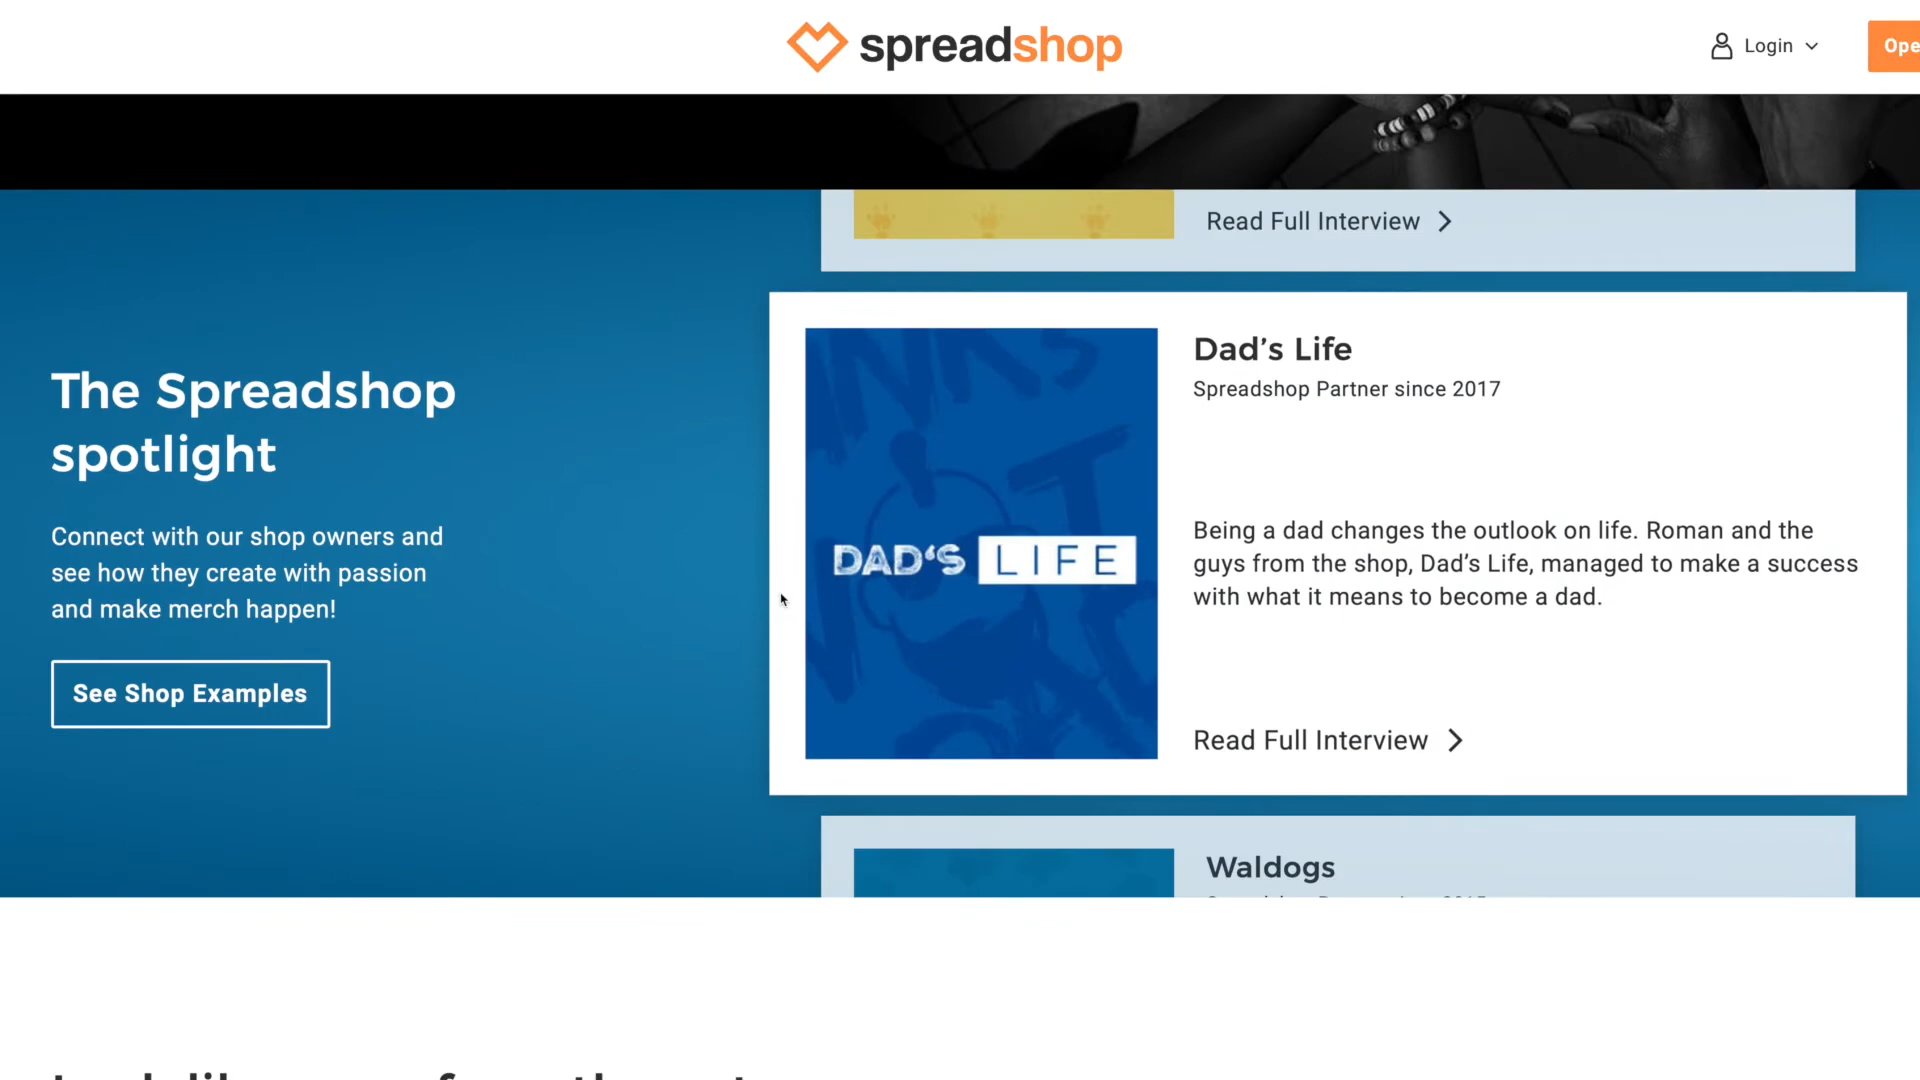 spreadshop
Login
Ope
Read Full Interview
The Spreadshop
spotlight
Connect with our shop owners and
see how they create with passion
and make merch happen!
See Shop Examples
DAD'S LIFE
Dad's Life
Spreadshop Partner since 2017
Being a dad changes the outlook on life. Roman and the
guys from the shop, Dad's Life, managed to make a success
with what it means to become a dad.
Read Full Interview
Waldogs